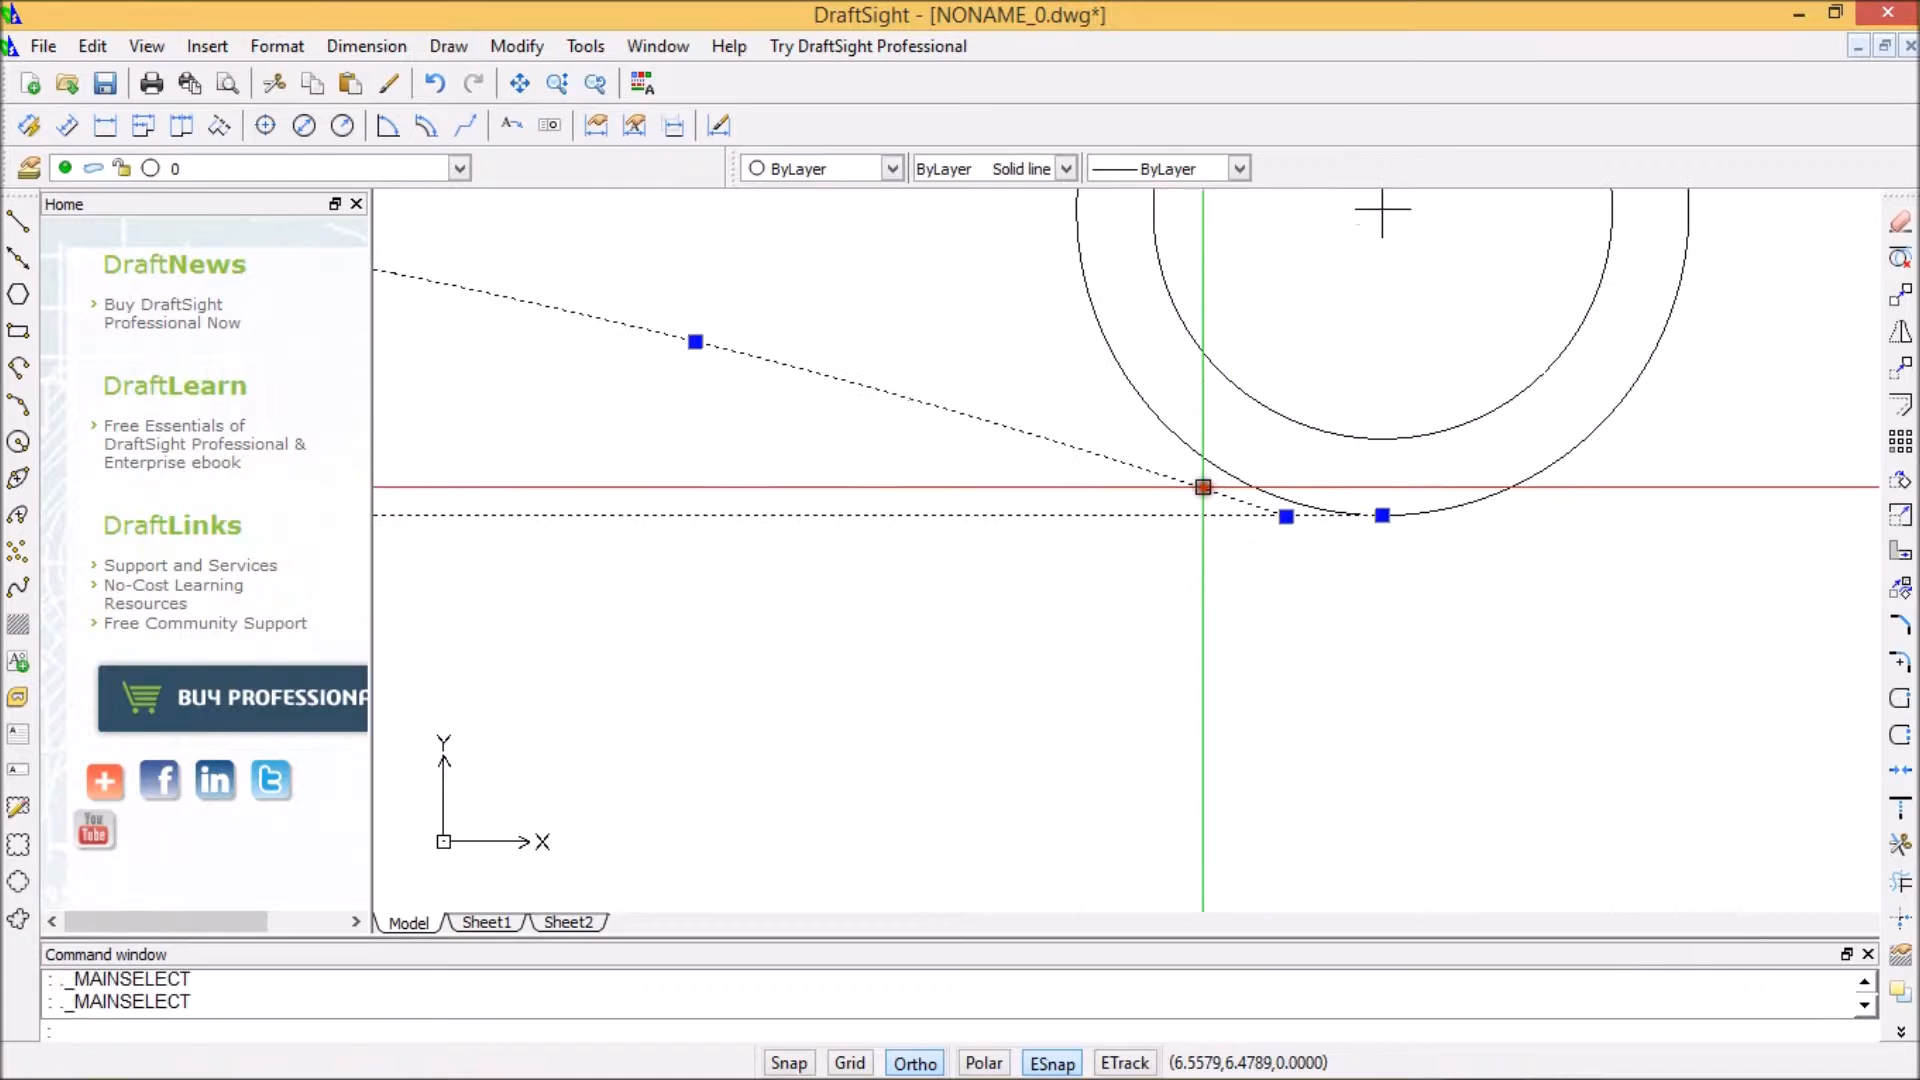 DraftSight - [NONAME_0.dwg*]
File Edit View Insert Format Dimension Draw Modify Tools Window Help Try DraftSight Professional
0 ByLayer ByLayer Solid line ByLayer
Home
DraftNews
Buy DraftSight
Professional Now
DraftLearn
Free Essentials of
DraftSight Professional &
Enterprise ebook
DraftLinks
Support and Services
No-Cost Learning
Resources
Free Community Support
BUY PROFESSIONA
You
Tube
Y
X
Model Sheet1 Sheet2
Command window
: ._MAINSELECT
: ._MAINSELECT
:
Snap Grid Ortho Polar ESnap ETrack (6.5579,6.4789,0.0000)